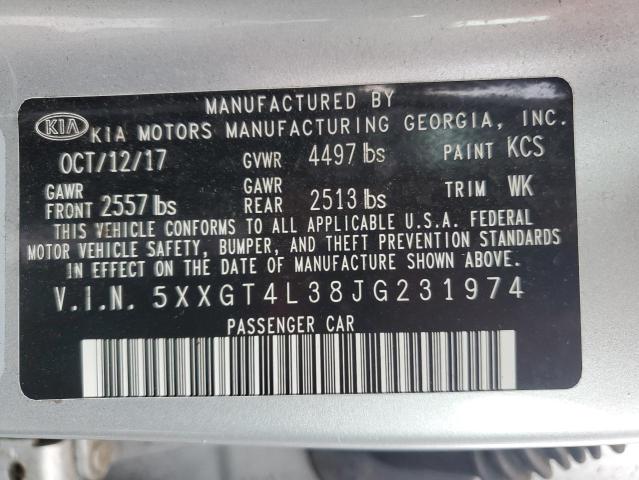 MANUFACTURED BY
KIA KIA MOTORS MANUFACTURING GEORGIA, INC.
OCT/12/17 GVWR 4497 lbs PAINT KCS
GAWR FRONT 2557 lbs GAWR REAR 2513 lbs TRIM WK
THIS VEHICLE CONFORMS TO ALL APPLICABLE U.S.A. FEDERAL
MOTOR VEHICLE SAFETY, BUMPER, AND THEFT PREVENTION STANDARDS
IN EFFECT ON THE DATE OF MANUFACTURE SHOWN ABOVE.
V.I.N. 5XXGT4L38JG231974
PASSENGER CAR